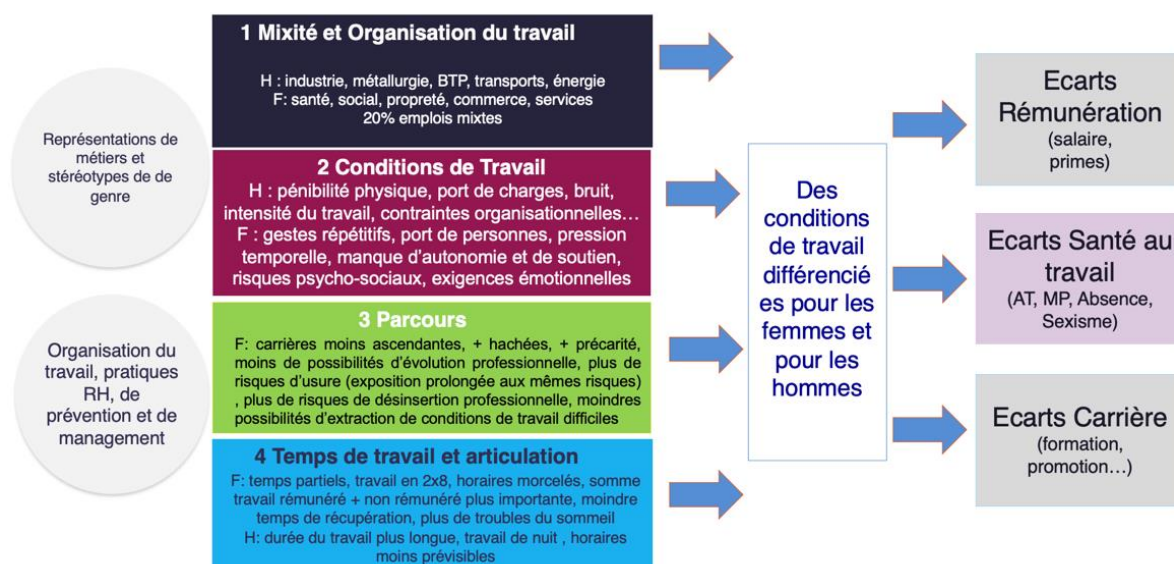 Représentations de
métiers et
stéréotypes de de
genre
Organisation du
travail, pratiques
RH, de
prévention et de
management
1 Mixité et Organisation du travail
H : industrie, métallurgie, BTP, transports, énergie
F: santé, social, propreté, commerce, services
20% emplois mixtes
2 Conditions de Travail
H : pénibilité physique, port de charges, bruit,
intensité du travail, contraintes organisationnelles…
F : gestes répétitifs, port de personnes, pression
temporelle, manque d’autonomie et de soutien,
risques psycho-sociaux, exigences émotionnelles
3 Parcours
F: carrières moins ascendantes, + hachées, + précarité,
moins de possibilités d’évolution professionnelle, plus de
risques d’usure (exposition prolongée aux mêmes risques)
, plus de risques de désinsertion professionnelle, moindres
possibilités d’extraction de conditions de travail difficiles
4 Temps de travail et articulation
F: temps partiels, travail en 2x8, horaires morcelés, somme
travail rémunéré + non rémunéré plus importante, moindre
temps de récupération, plus de troubles du sommeil
H: durée du travail plus longue, travail de nuit , horaires
moins prévisibles
Des
conditions
de travail
différencié
es pour les
femmes et
pour les
hommes
Ecarts
Rémunération
(salaire,
primes)
Ecarts Santé au
travail
(AT, MP, Absence,
Sexisme)
Ecarts Carrière
(formation,
promotion…)